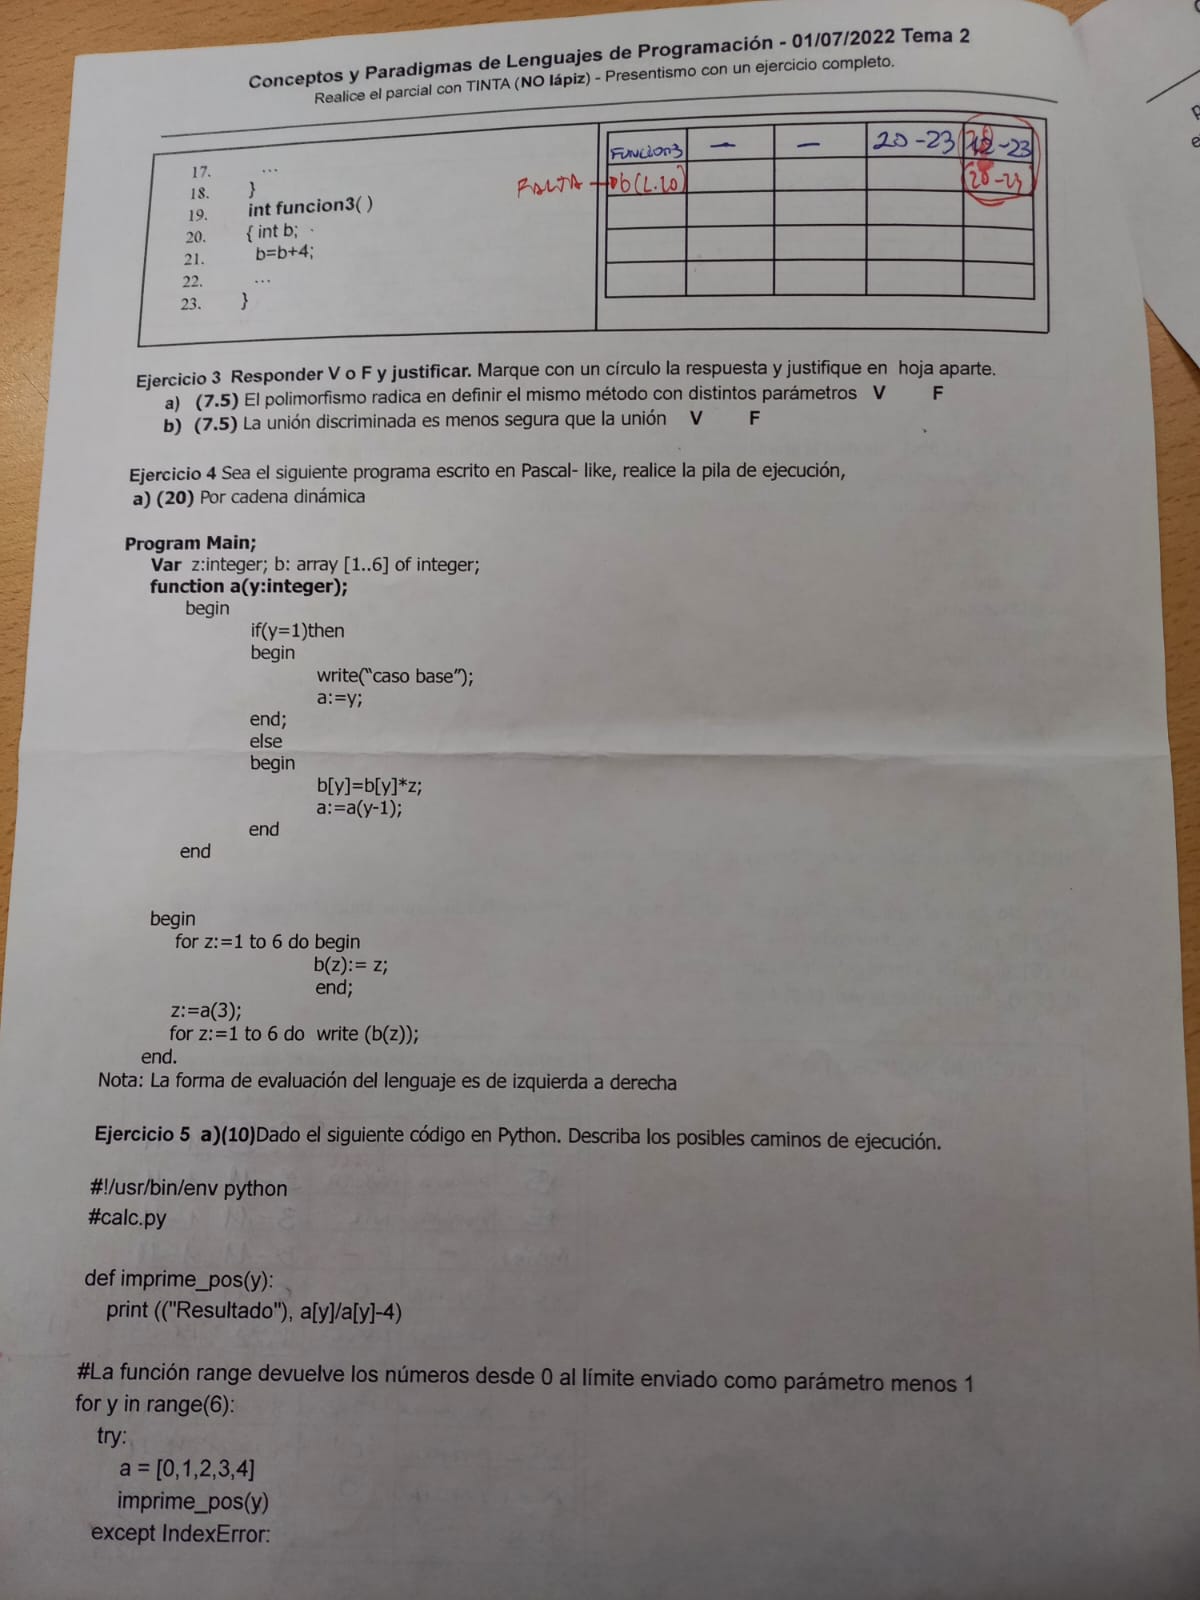 Conceptos y Paradigmas de Lenguajes de Programación - 01/07/2022 Tema 2
Realice el parcial con TINTA (NO lápiz) - Presentismo con un ejercicio completo.
17. ...
18. }
19. int funcion3( )
20. { int b;
21. b=b+4;
22. ...
23. }
FUNCION3 — — 20-23 -23
FALTA → b(L.20) 20-23
Ejercicio 3 Responder V o F y justificar. Marque con un círculo la respuesta y justifique en hoja aparte.
a) (7.5) El polimorfismo radica en definir el mismo método con distintos parámetros V F
b) (7.5) La unión discriminada es menos segura que la unión V F
Ejercicio 4 Sea el siguiente programa escrito en Pascal- like, realice la pila de ejecución,
a) (20) Por cadena dinámica
Program Main;
Var z:integer; b: array [1..6] of integer;
function a(y:integer);
begin
if(y=1)then
begin
write("caso base");
a:=y;
end;
else
begin
b[y]=b[y]*z;
a:=a(y-1);
end
end
begin
for z:=1 to 6 do begin
b(z):= z;
end;
z:=a(3);
for z:=1 to 6 do write (b(z));
end.
Nota: La forma de evaluación del lenguaje es de izquierda a derecha
Ejercicio 5 a)(10)Dado el siguiente código en Python. Describa los posibles caminos de ejecución.
#!/usr/bin/env python
#calc.py
def imprime_pos(y):
print (("Resultado"), a[y]/a[y]-4)
#La función range devuelve los números desde 0 al límite enviado como parámetro menos 1
for y in range(6):
try:
a = [0,1,2,3,4]
imprime_pos(y)
except IndexError: